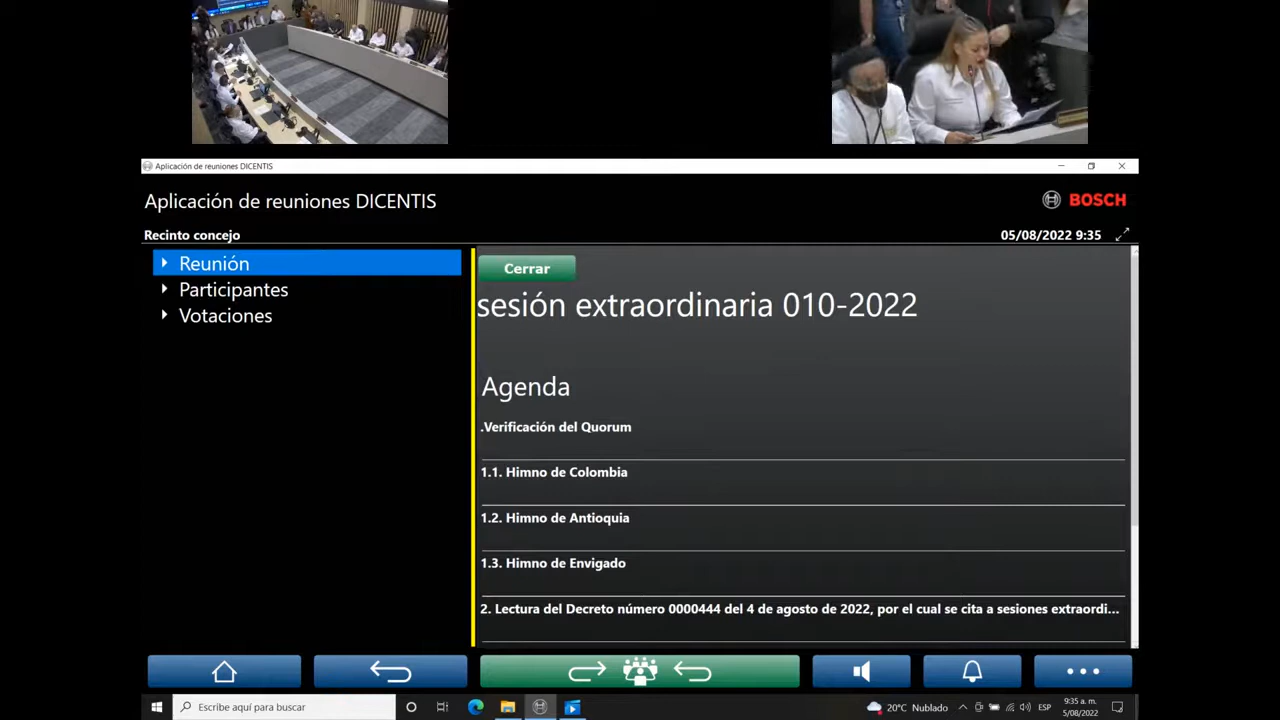 Aplicación de reuniones DICENTIS
Aplicación de reuniones DICENTIS
BOSCH
Recinto concejo
05/08/2022 9:35
Reunión
Participantes
Votaciones
Cerrar
sesión extraordinaria 010-2022
Agenda
.Verificación del Quorum
1.1. Himno de Colombia
1.2. Himno de Antioquia
1.3. Himno de Envigado
2. Lectura del Decreto número 0000444 del 4 de agosto de 2022, por el cual se cita a sesiones extraordi...
Escribe aquí para buscar
20°C Nublado
ESP
9:35 a. m.
5/08/2022